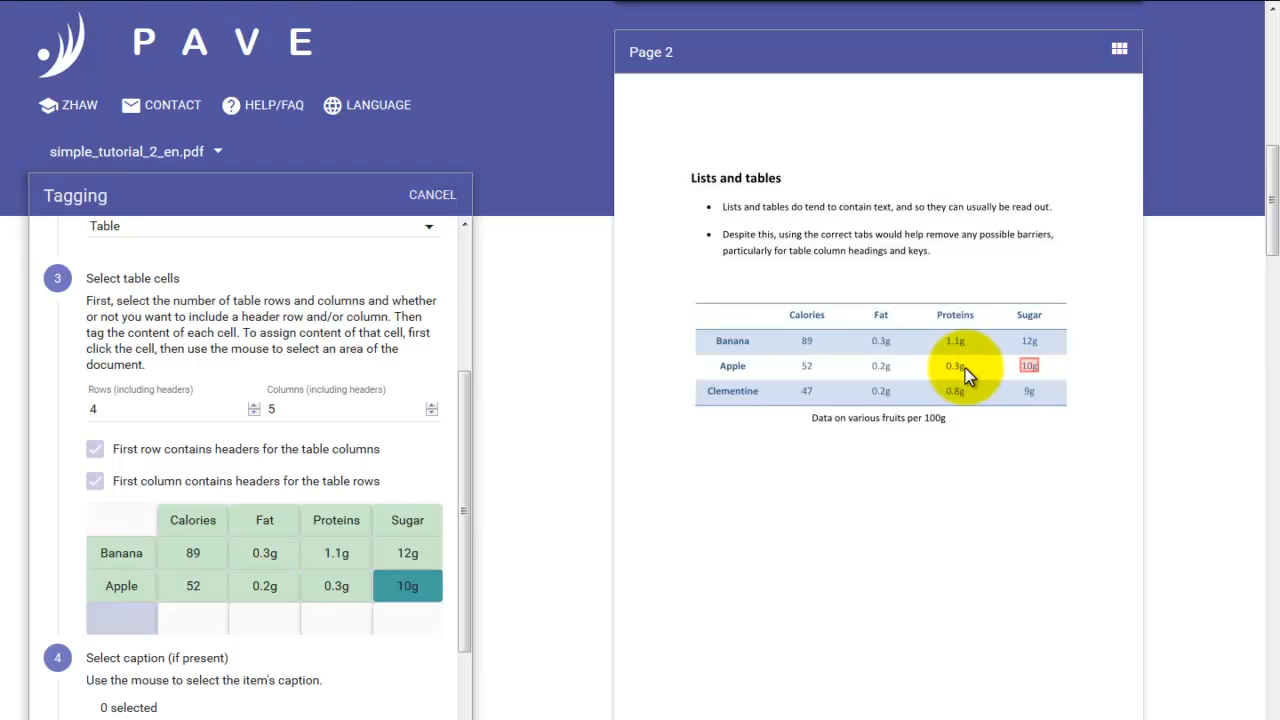 P A V E
ZHAW CONTACT HELP/FAQ LANGUAGE
simple_tutorial_2_en.pdf
Tagging CANCEL
Table
3 Select table cells
First, select the number of table rows and columns and whether
or not you want to include a header row and/or column. Then
tag the content of each cell. To assign content of that cell, first
click the cell, then use the mouse to select an area of the
document.
Rows (including headers) Columns (including headers)
4 5
First row contains headers for the table columns
First column contains headers for the table rows
Calories Fat Proteins Sugar
Banana 89 0.3g 1.1g 12g
Apple 52 0.2g 0.3g 10g
4 Select caption (if present)
Use the mouse to select the item's caption.
0 selected
Page 2
Lists and tables
• Lists and tables do tend to contain text, and so they can usually be read out.
• Despite this, using the correct tabs would help remove any possible barriers,
particularly for table column headings and keys.
Calories Fat Proteins Sugar
Banana 89 0.3g 1.1g 12g
Apple 52 0.2g 0.3g 10g
Clementine 47 0.2g 0.8g 9g
Data on various fruits per 100g